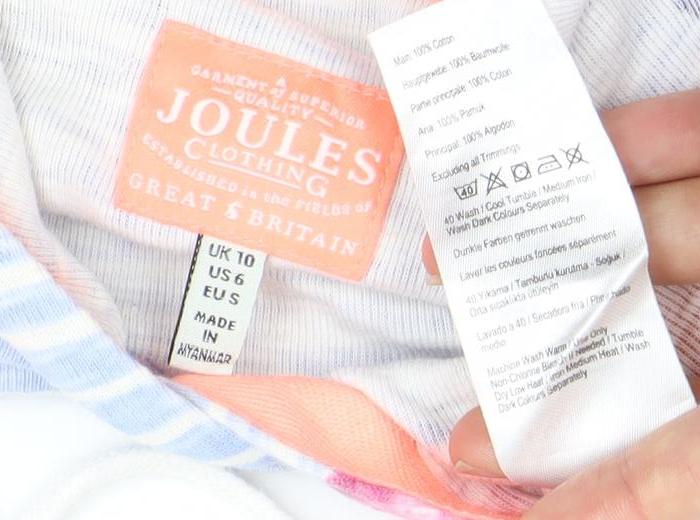 A
GARMENT of SUPERIOR
QUALITY
JOULES
CLOTHING
ESTABLISHED in the FIELDS of
GREAT & BRITAIN
UK 10
US 6
EU S
MADE
IN
MYANMAR
Main: 100% Cotton
Hauptgewebe: 100% Baumwolle
Partie principale: 100% Coton
Ana: 100% Pamuk
Principal: 100% Algodon
Excluding all Trimmings
40
40 Wash / Cool Tumble / Medium Iron /
Wash Dark Colours Separately
Dunkle Farben getrennt waschen
Laver les couleurs foncées séparément
40 Yıkama / Tamburlu kurutma - Soğuk /
Orta sıcaklıkta ütüleyin
Lavado a 40 / Secadora fria /
medio
Machine Wash Warm / Use Only
Non-Chlorine Bleach If Needed / Tumble
Dry Low Heat / Iron Medium Heat / Wash
Dark Colours Separately